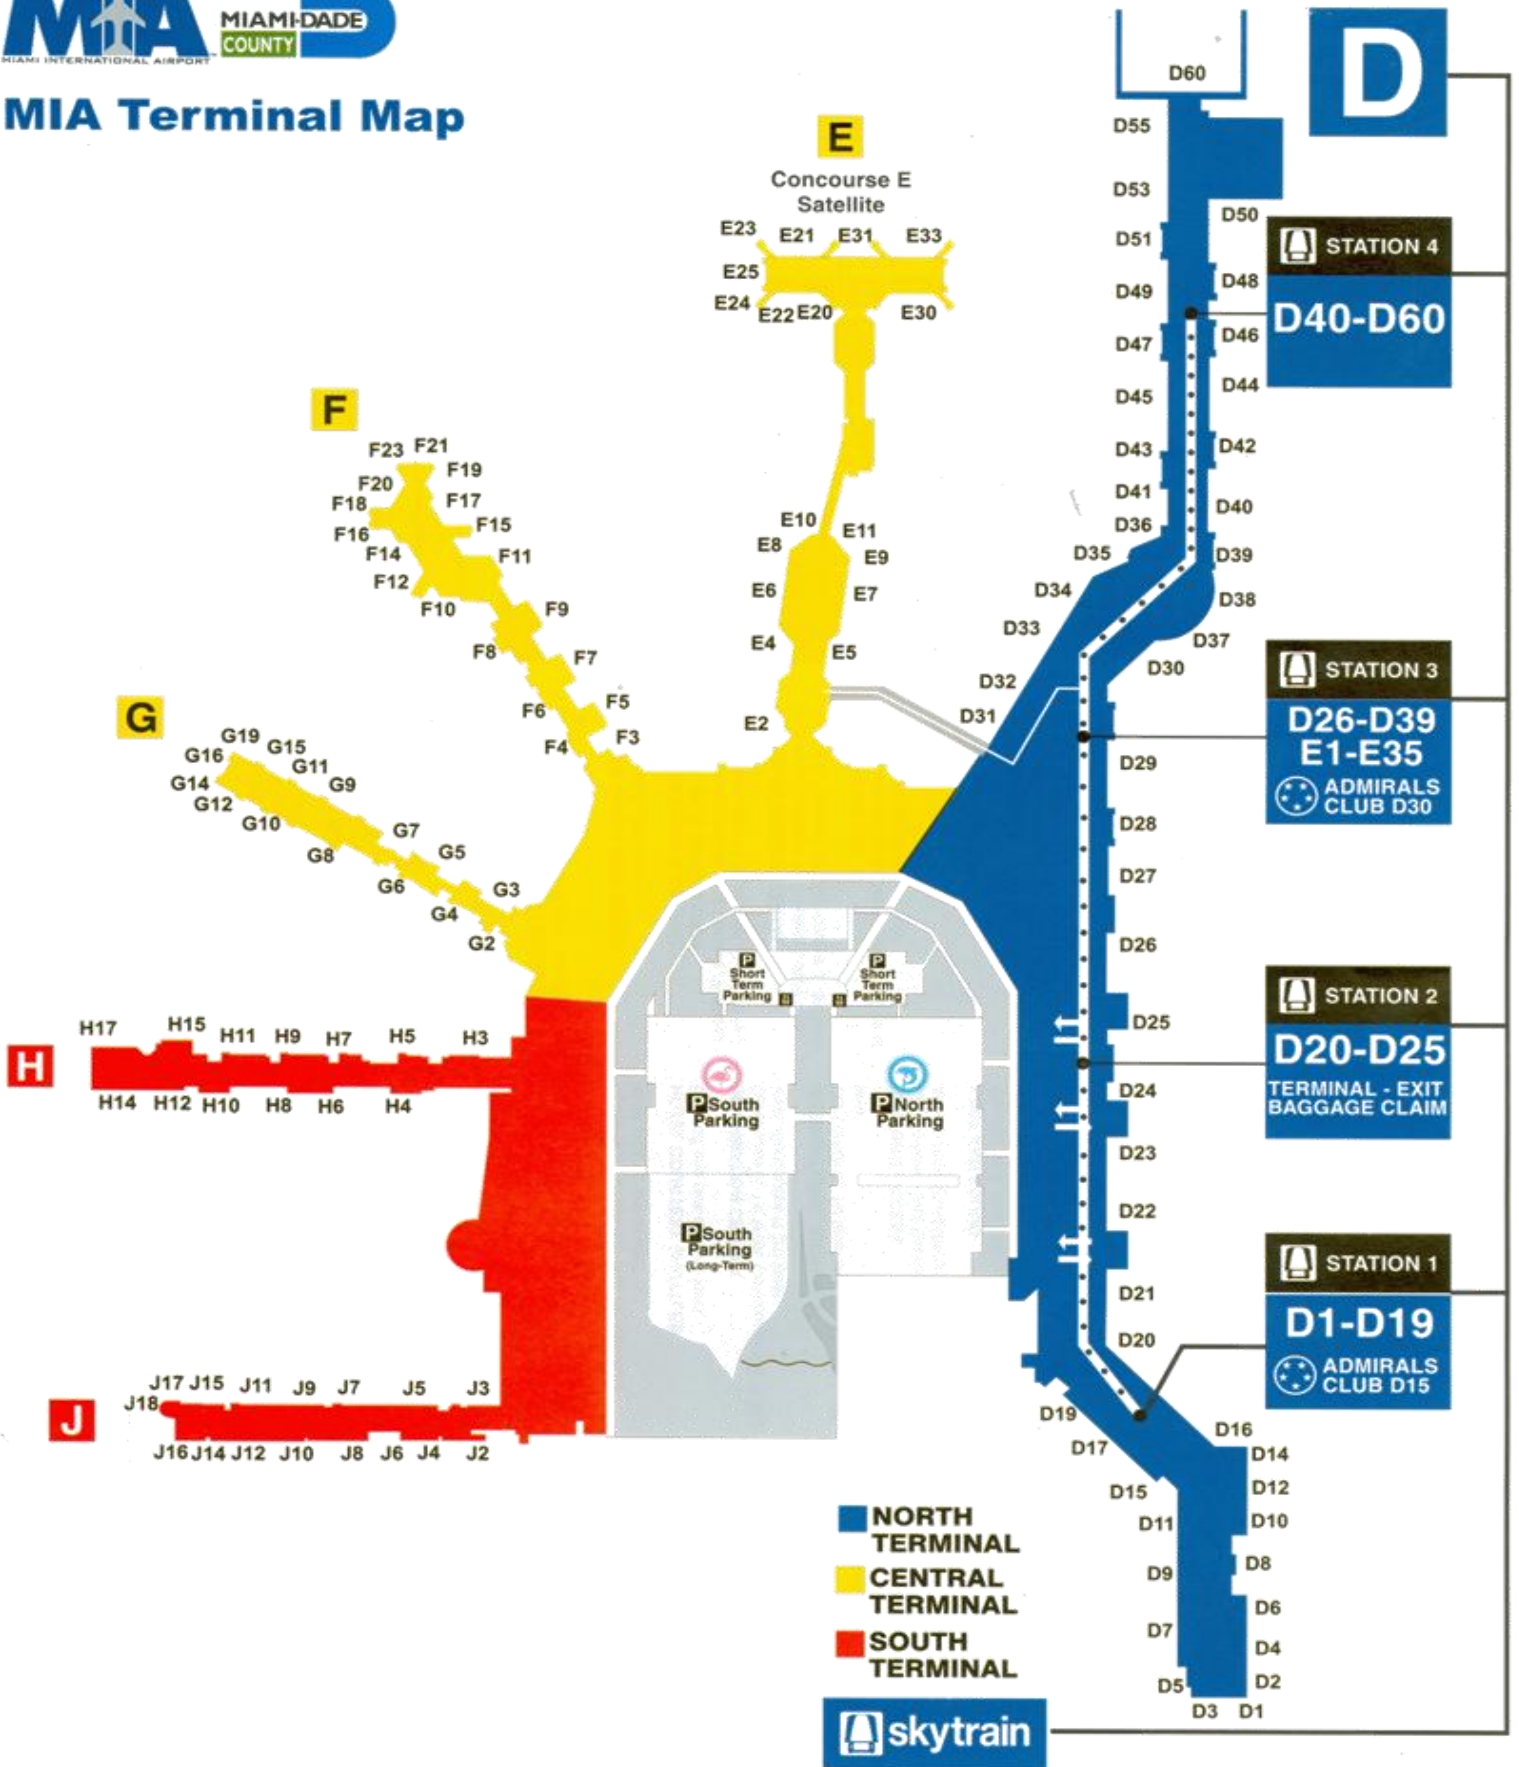 MIA
MIAMI-DADE
COUNTY
MIAMI INTERNATIONAL AIRPORT
MIA Terminal Map
D
D60
D55
D53
D50
D51
D48
D49
D46
D47
D44
D45
D43
D42
D41
D40
D36
D39
D35
D34
D38
D33
D37
D30
D32
D31
D29
D28
D27
D26
D25
D24
D23
D22
D21
D20
D19
D17
D16
D14
D15
D12
D11
D10
D9
D8
D7
D6
D4
D5
D2
D3
D1
STATION 4
D40-D60
STATION 3
D26-D39
E1-E35
ADMIRALS
CLUB D30
STATION 2
D20-D25
TERMINAL - EXIT
BAGGAGE CLAIM
STATION 1
D1-D19
ADMIRALS
CLUB D15
E
Concourse E
Satellite
E23
E21
E31
E33
E25
E24
E22
E20
E30
E10
E11
E8
E9
E6
E7
E4
E5
E2
F
F23
F21
F20
F19
F18
F17
F16
F15
F14
F11
F12
F10
F9
F8
F7
F6
F5
F4
F3
G
G19
G16
G15
G14
G11
G12
G9
G10
G8
G7
G6
G5
G4
G3
G2
H
H17
H15
H11
H9
H7
H5
H3
H14
H12
H10
H8
H6
H4
J
J17
J15
J11
J9
J7
J5
J3
J18
J16
J14
J12
J10
J8
J6
J4
J2
P
Short
Term
Parking
P
Short
Term
Parking
P South
Parking
P North
Parking
P South
Parking
(Long-Term)
NORTH
TERMINAL
CENTRAL
TERMINAL
SOUTH
TERMINAL
skytrain